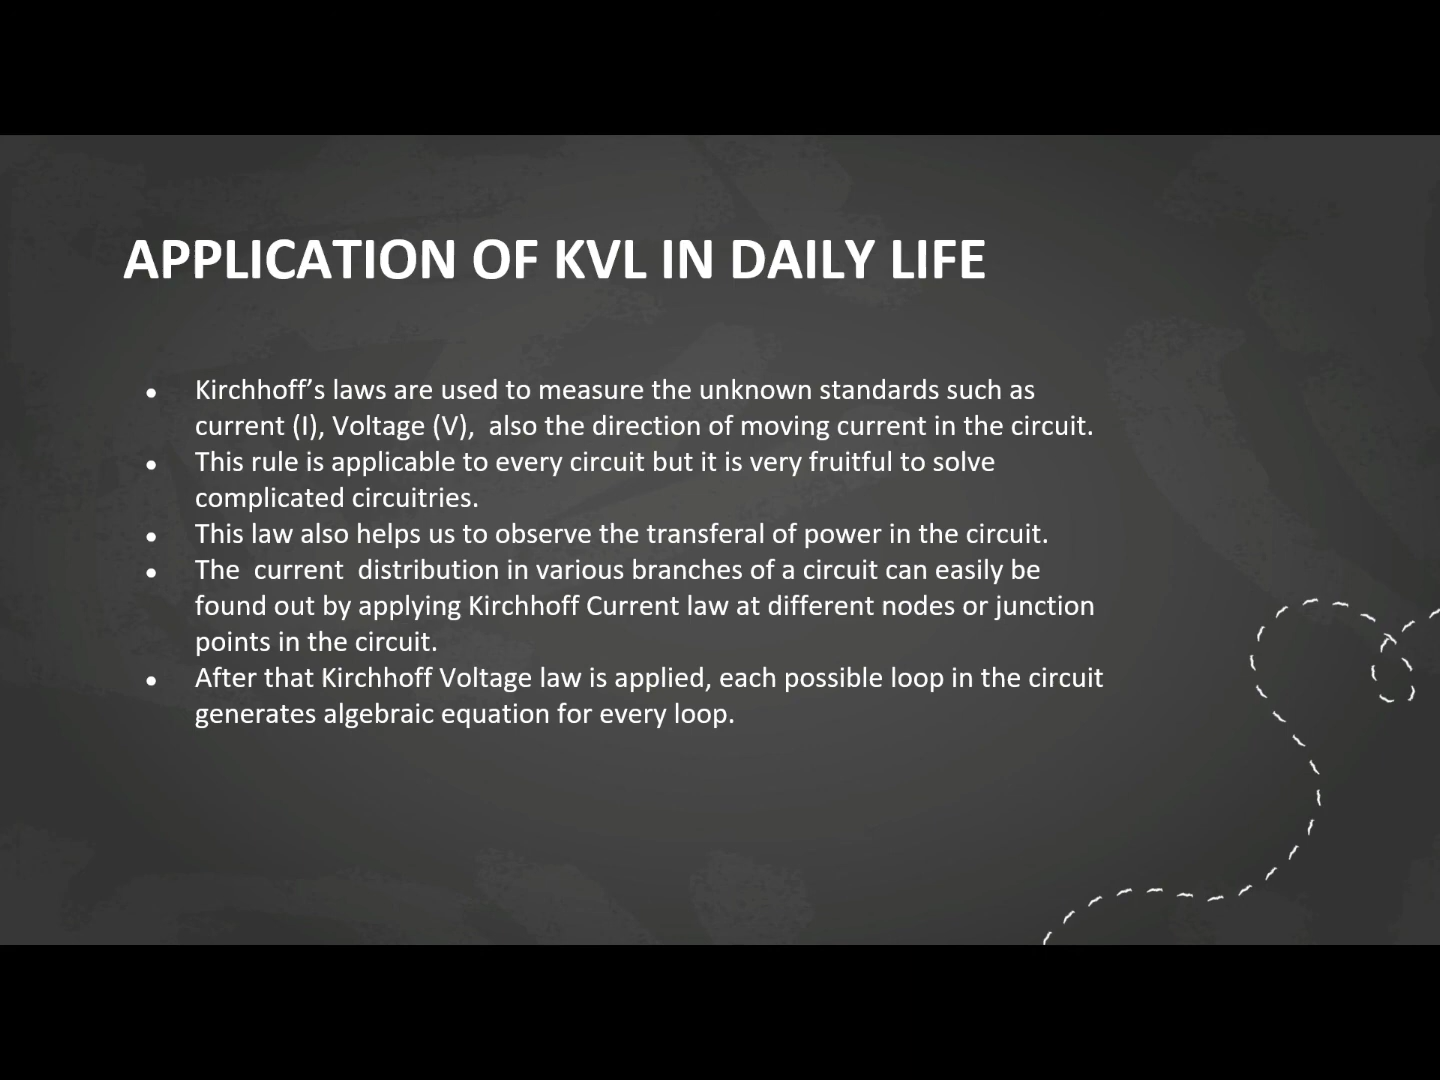 APPLICATION OF KVL IN DAILY LIFE
● Kirchhoff’s laws are used to measure the unknown standards such as
current (I), Voltage (V),  also the direction of moving current in the circuit.
● This rule is applicable to every circuit but it is very fruitful to solve
complicated circuitries.
● This law also helps us to observe the transferal of power in the circuit.
● The  current  distribution in various branches of a circuit can easily be
found out by applying Kirchhoff Current law at different nodes or junction
points in the circuit.
● After that Kirchhoff Voltage law is applied, each possible loop in the circuit
generates algebraic equation for every loop.